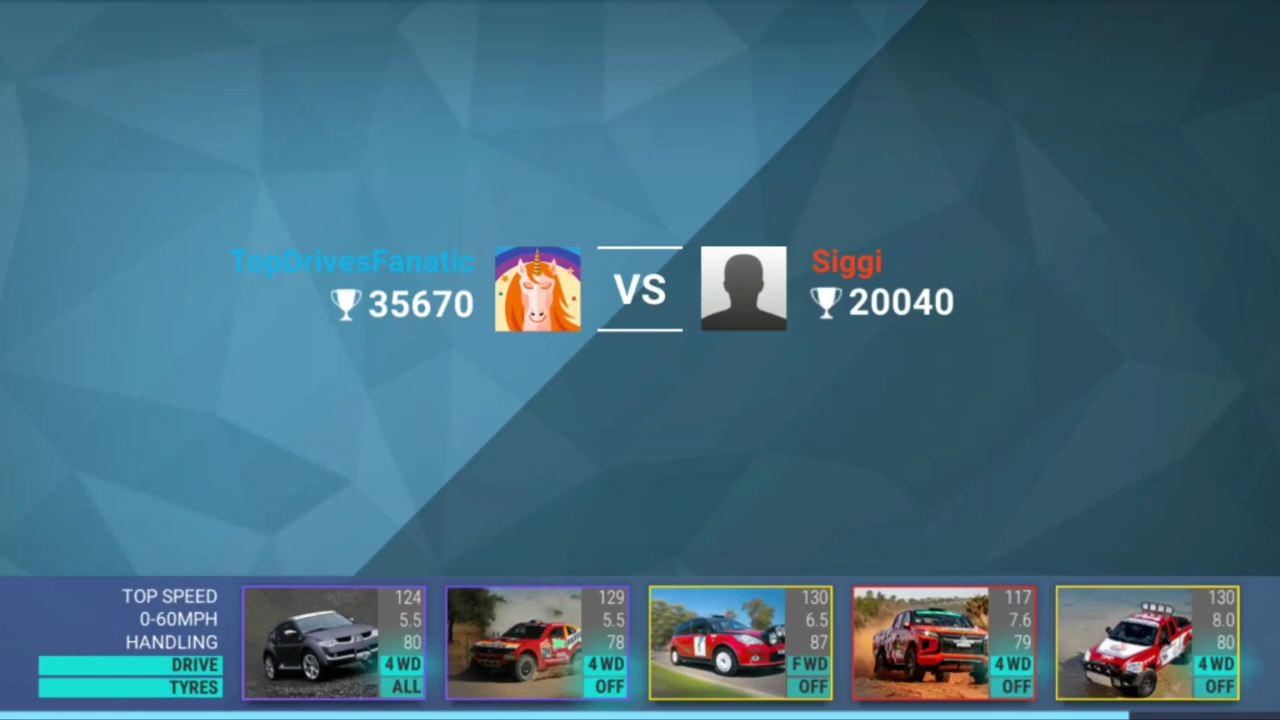 TopDrivesFanatic
35670
VS
Siggi
20040
TOP SPEED
0-60MPH
HANDLING
DRIVE
TYRES
124
5.5
80
4WD
ALL
129
5.5
78
4WD
OFF
130
6.5
87
FWD
OFF
117
7.6
79
4WD
OFF
130
8.0
80
4WD
OFF